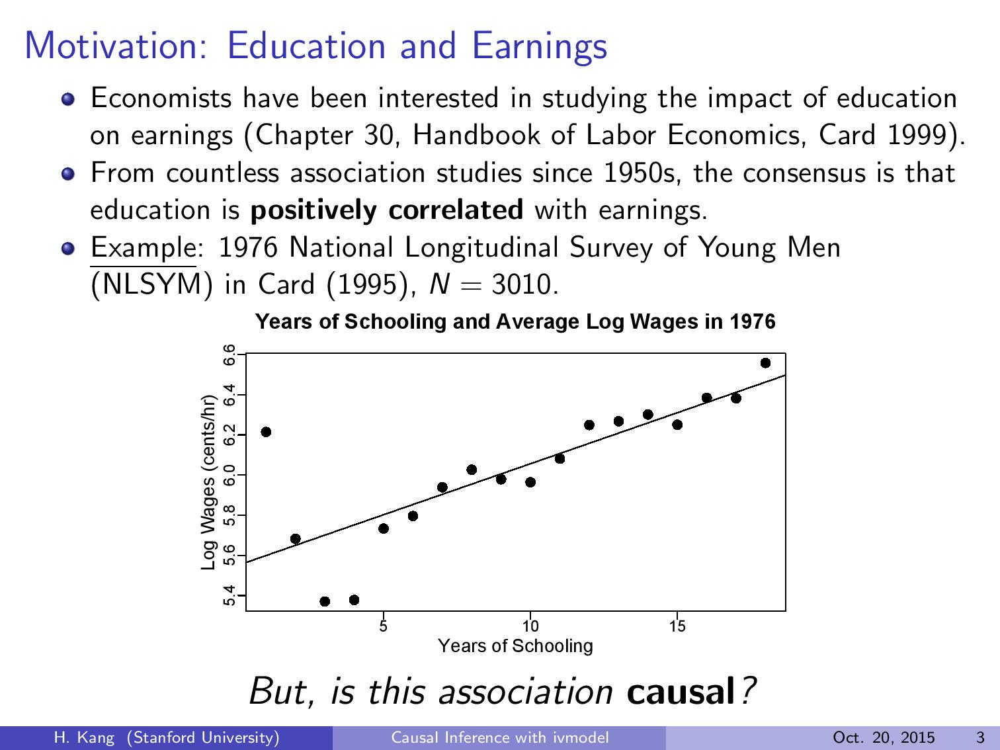 Motivation: Education and Earnings
Economists have been interested in studying the impact of education
on earnings (Chapter 30, Handbook of Labor Economics, Card 1999).
From countless association studies since 1950s, the consensus is that
education is positively correlated with earnings.
Example: 1976 National Longitudinal Survey of Young Men
(NLSYM) in Card (1995), N = 3010.
Years of Schooling and Average Log Wages in 1976
Log Wages (cents/hr)
6.6
6.4
6.2
6.0
5.8
5.6
5.4
5 10 15
Years of Schooling
But, is this association causal?
H. Kang (Stanford University) Causal Inference with ivmodel Oct. 20, 2015 3